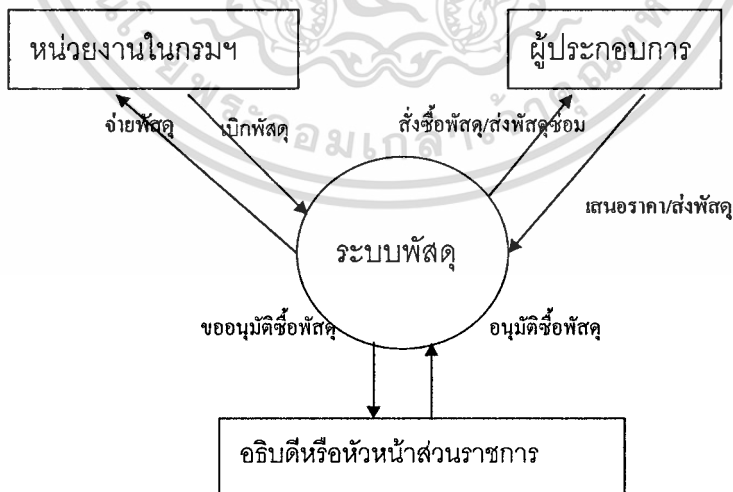 หน่วยงานในกรมฯ
ผู้ประกอบการ
จ่ายพัสดุ
เบิกพัสดุ
สั่งซื้อพัสดุ/ส่งพัสดุซ่อม
เสนอราคา/ส่งพัสดุ
ระบบพัสดุ
ขออนุมัติซื้อพัสดุ
อนุมัติซื้อพัสดุ
อธิบดีหรือหัวหน้าส่วนราชการ